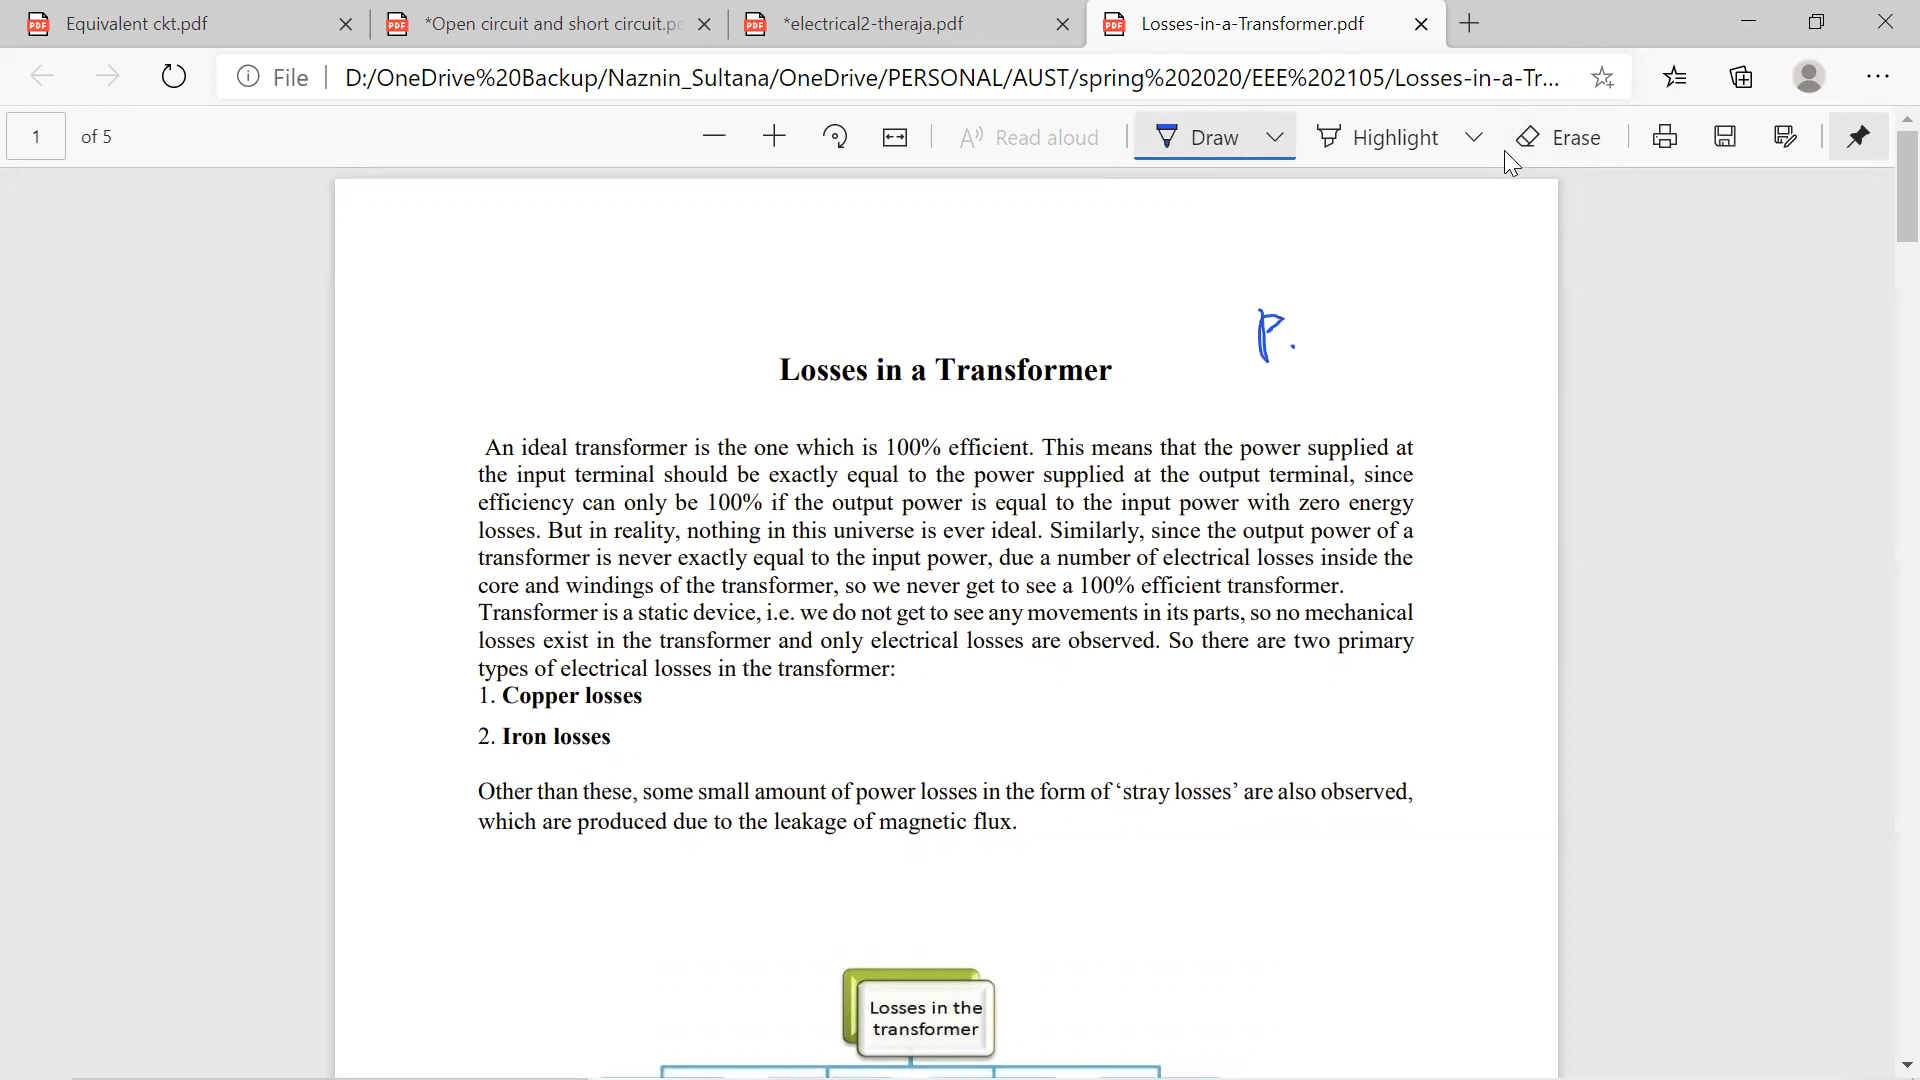 Equivalent ckt.pdf
*Open circuit and short circuit.pc
*electrical2-theraja.pdf
Losses-in-a-Transformer.pdf
File
D:/OneDrive%20Backup/Naznin_Sultana/OneDrive/PERSONAL/AUST/spring%202020/EEE%202105/Losses-in-a-Tr...
1 of 5
Read aloud
Draw
Highlight
Erase
P.
Losses in a Transformer
An ideal transformer is the one which is 100% efficient. This means that the power supplied at
the input terminal should be exactly equal to the power supplied at the output terminal, since
efficiency can only be 100% if the output power is equal to the input power with zero energy
losses. But in reality, nothing in this universe is ever ideal. Similarly, since the output power of a
transformer is never exactly equal to the input power, due a number of electrical losses inside the
core and windings of the transformer, so we never get to see a 100% efficient transformer.
Transformer is a static device, i.e. we do not get to see any movements in its parts, so no mechanical
losses exist in the transformer and only electrical losses are observed. So there are two primary
types of electrical losses in the transformer:
1. Copper losses
2. Iron losses
Other than these, some small amount of power losses in the form of ‘stray losses’ are also observed,
which are produced due to the leakage of magnetic flux.
Losses in the
transformer